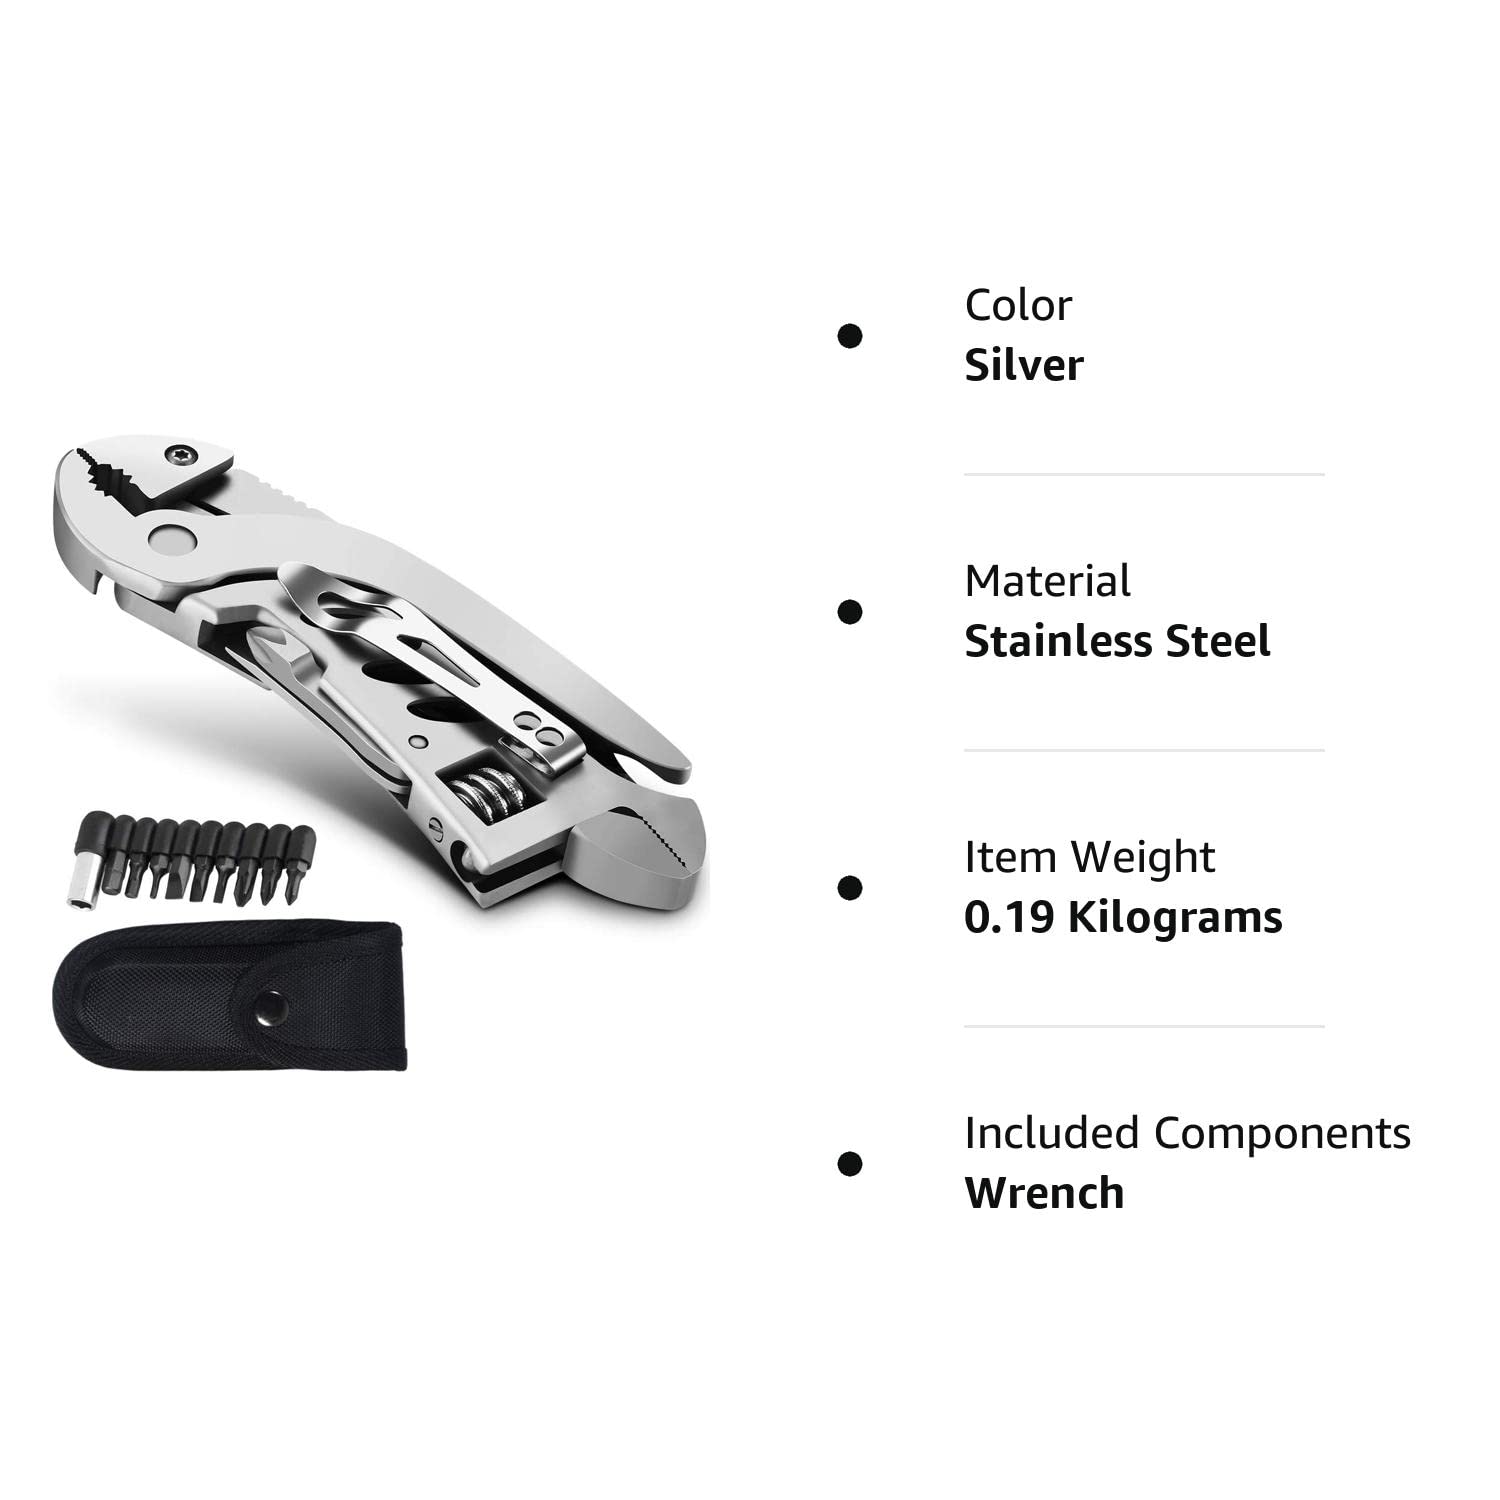 Color
Silver
Material
Stainless Steel
Item Weight
0.19 Kilograms
Included Components
Wrench